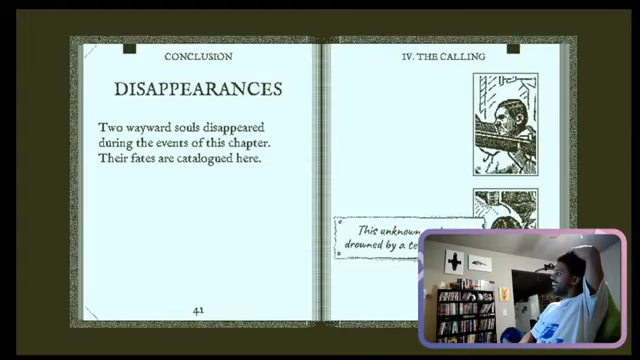 CONCLUSION
DISAPPEARANCES
Two wayward souls disappeared
during the events of this chapter.
Their fates are catalogued here.
41
IV. THE CALLING
This unknown
drowned by a